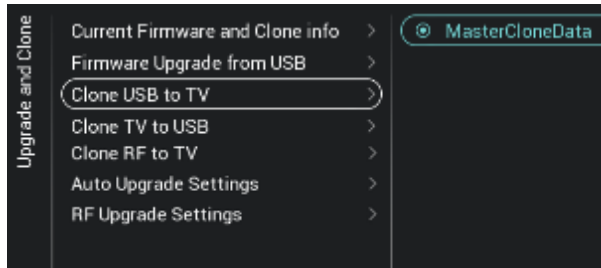 Upgrade and Clone
Current Firmware and Clone info
Firmware Upgrade from USB
Clone USB to TV
Clone TV to USB
Clone RF to TV
Auto Upgrade Settings
RF Upgrade Settings
MasterCloneData